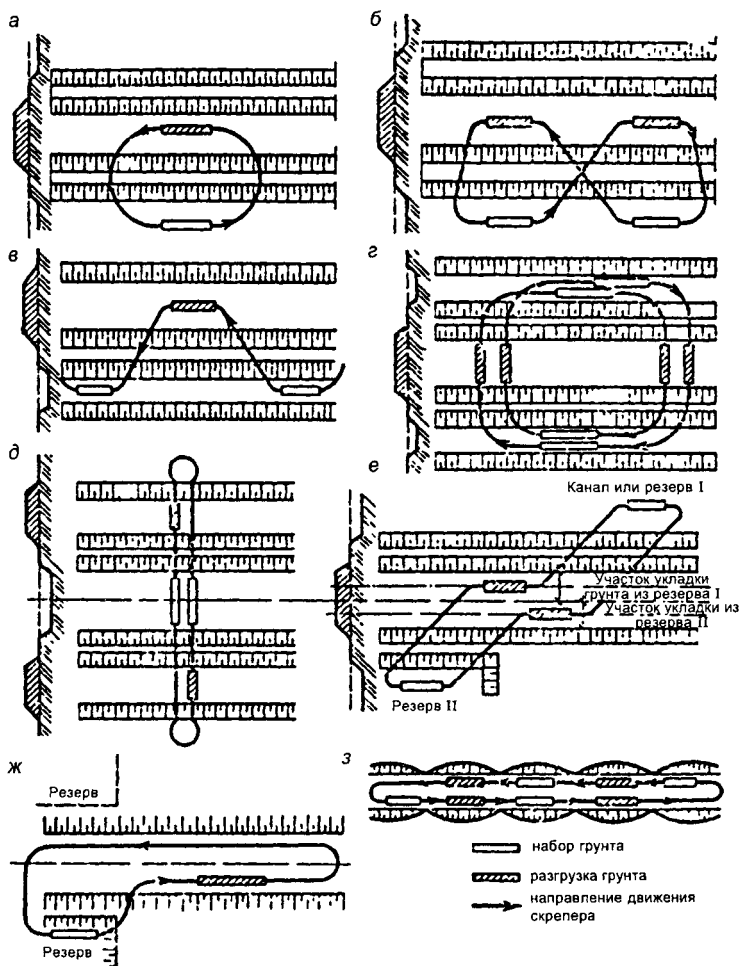 а
б
в
г
д
е
Канал или резерв I
Участок укладки
грунта из резерва I
Участок укладки из
резерва II
Резерв II
ж
Резерв
Резерв
з
набор грунта
разгрузка грунта
направление движения
скрепера